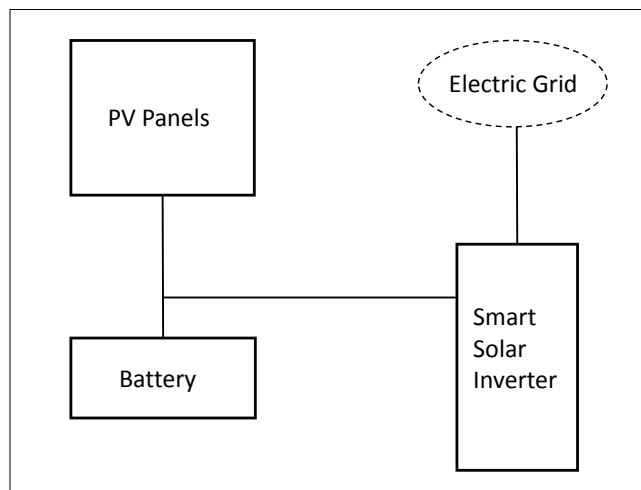 PV Panels
Electric Grid
Smart
Solar
Inverter
Battery